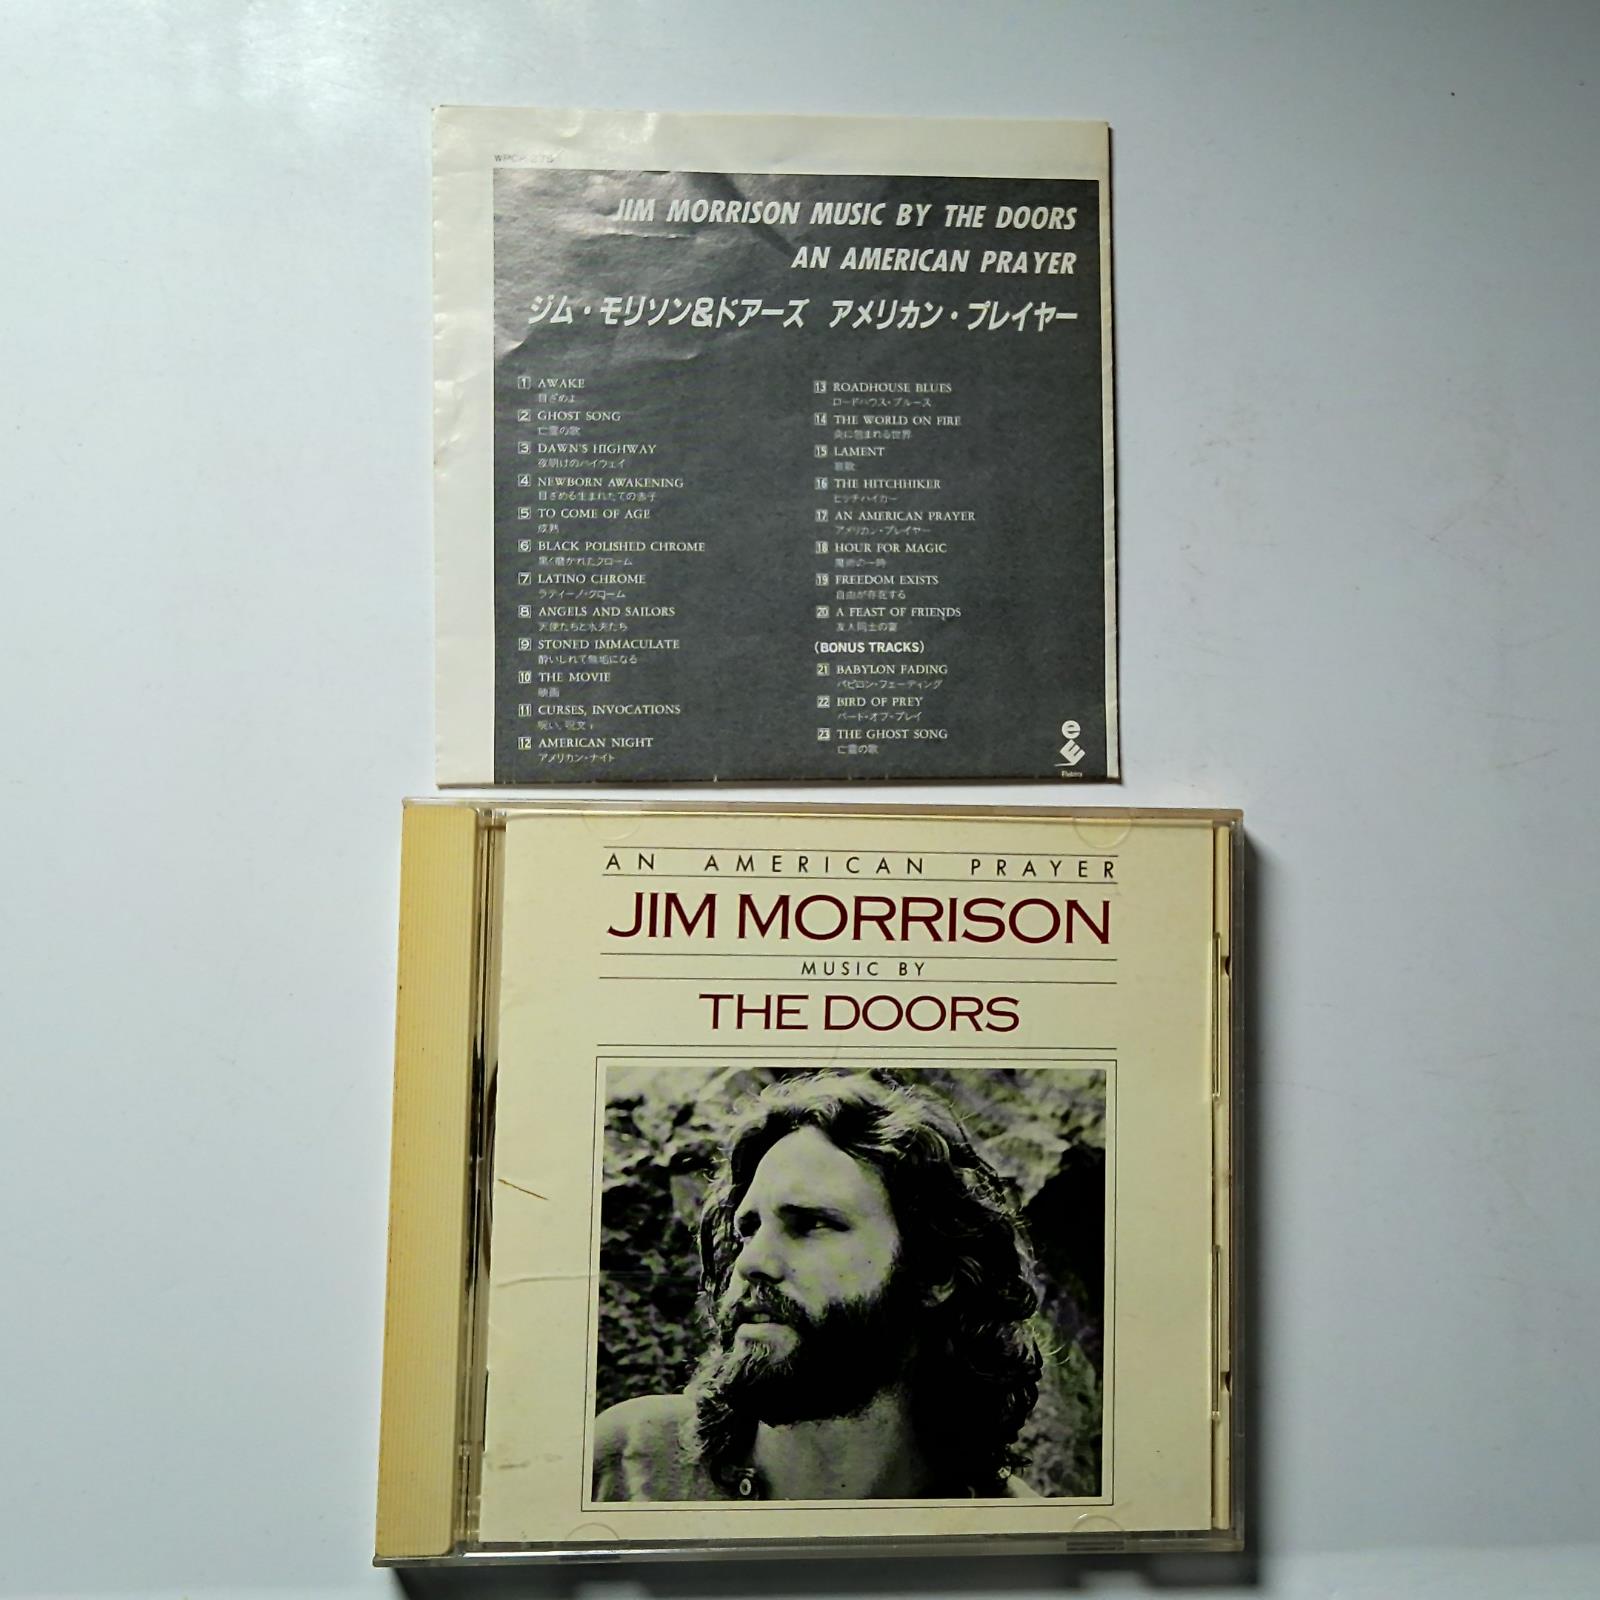 WPCR-275
JIM MORRISON MUSIC BY THE DOORS
AN AMERICAN PRAYER
ジム・モリソン&ドアーズ アメリカン・プレイヤー
1 AWAKE
目ざめよ
2 GHOST SONG
亡霊の歌
3 DAWN'S HIGHWAY
夜明けのハイウェイ
4 NEWBORN AWAKENING
目ざめる生まれたての赤子
5 TO COME OF AGE
成熟
6 BLACK POLISHED CHROME
黒く磨かれたクローム
7 LATINO CHROME
ラティーノ・クローム
8 ANGELS AND SAILORS
天使たちと水夫たち
9 STONED IMMACULATE
酔いしれて無垢になる
10 THE MOVIE
映画
11 CURSES, INVOCATIONS
呪い、呪文
12 AMERICAN NIGHT
アメリカン・ナイト
13 ROADHOUSE BLUES
ロードハウス・ブルース
14 THE WORLD ON FIRE
炎に包まれる世界
15 LAMENT
哀歌
16 THE HITCHHIKER
ヒッチハイカー
17 AN AMERICAN PRAYER
アメリカン・プレイヤー
18 HOUR FOR MAGIC
魔術の一時
19 FREEDOM EXISTS
自由が存在する
20 A FEAST OF FRIENDS
友人同士の宴
(BONUS TRACKS)
21 BABYLON FADING
バビロン・フェーディング
22 BIRD OF PREY
バード・オブ・プレイ
23 THE GHOST SONG
亡霊の歌
Elektra
AN AMERICAN PRAYER
JIM MORRISON
MUSIC BY
THE DOORS